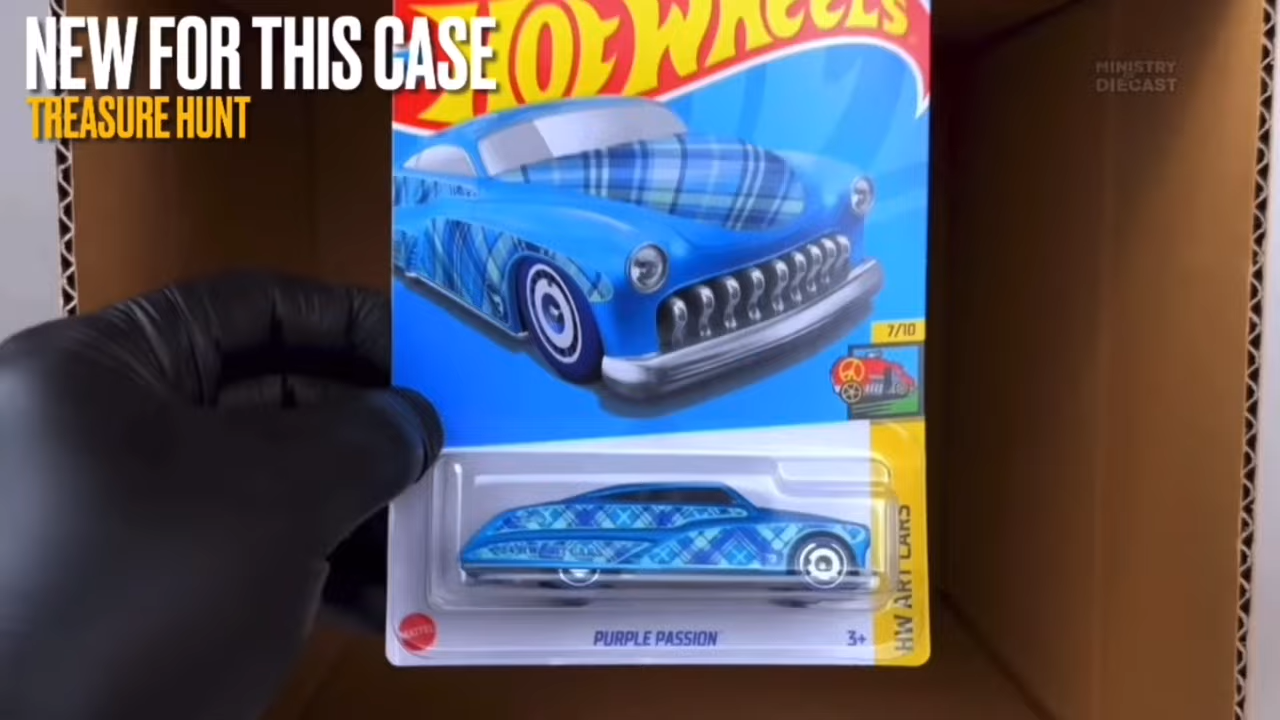 NEW FOR THIS CASE
TREASURE HUNT
HOT WHEELS
MINISTRY
DIECAST
7/10
HW ART CARS
MATTEL
PURPLE PASSION
3+